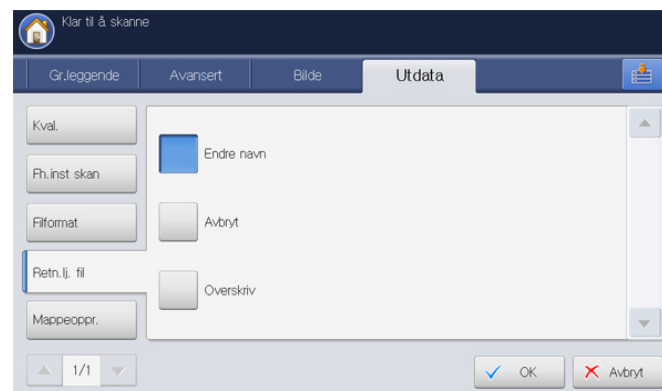 Klar til å skanne
Gr.leggende
Avansert
Bilde
Utdata
Kval.
Fh.inst skan
Filformat
Retn.lj. fil
Mappeoppr.
Endre navn
Avbryt
Overskriv
1/1
OK
Avbryt